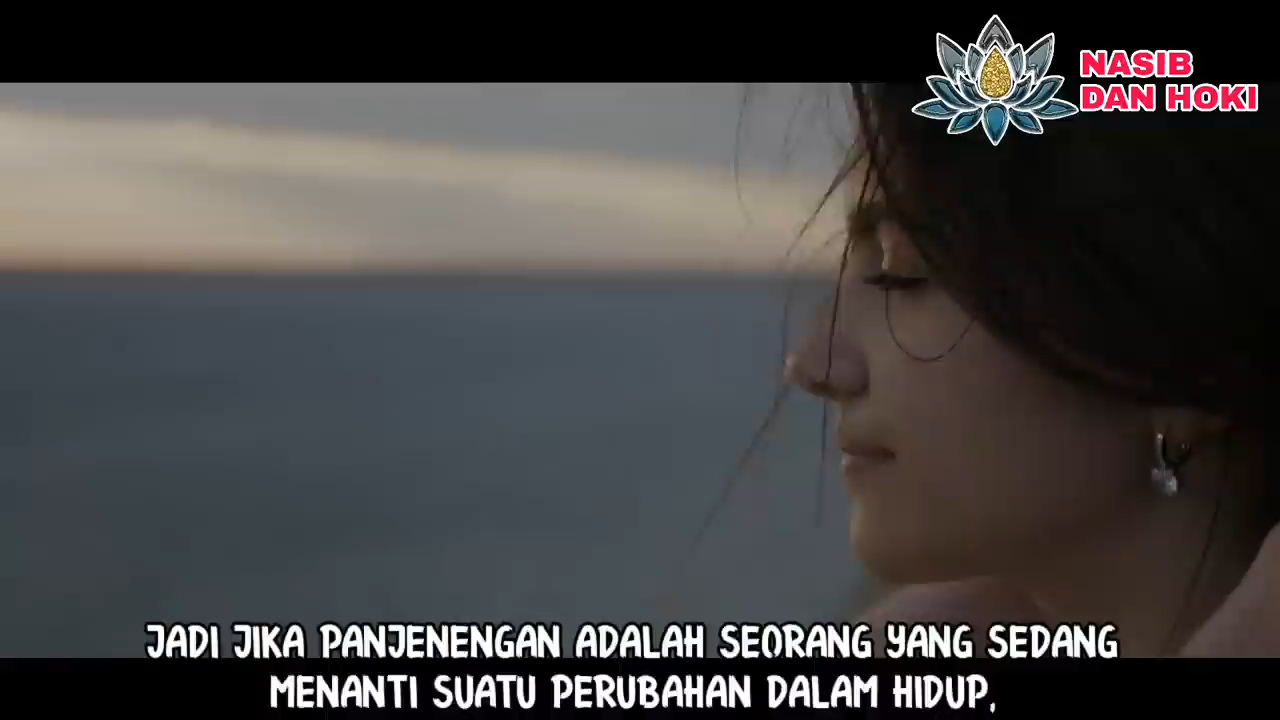 NASIB
DAN HOKI
JADI JIKA PANJENENGAN ADALAH SEORANG YANG SEDANG
MENANTI SUATU PERUBAHAN DALAM HIDUP,